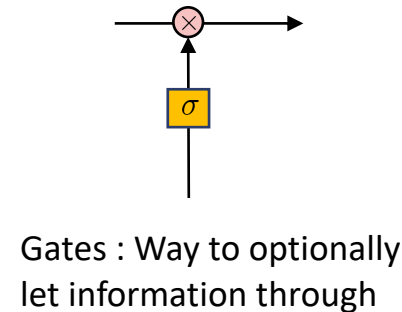 ×
σ
Gates : Way to optionally
let information through